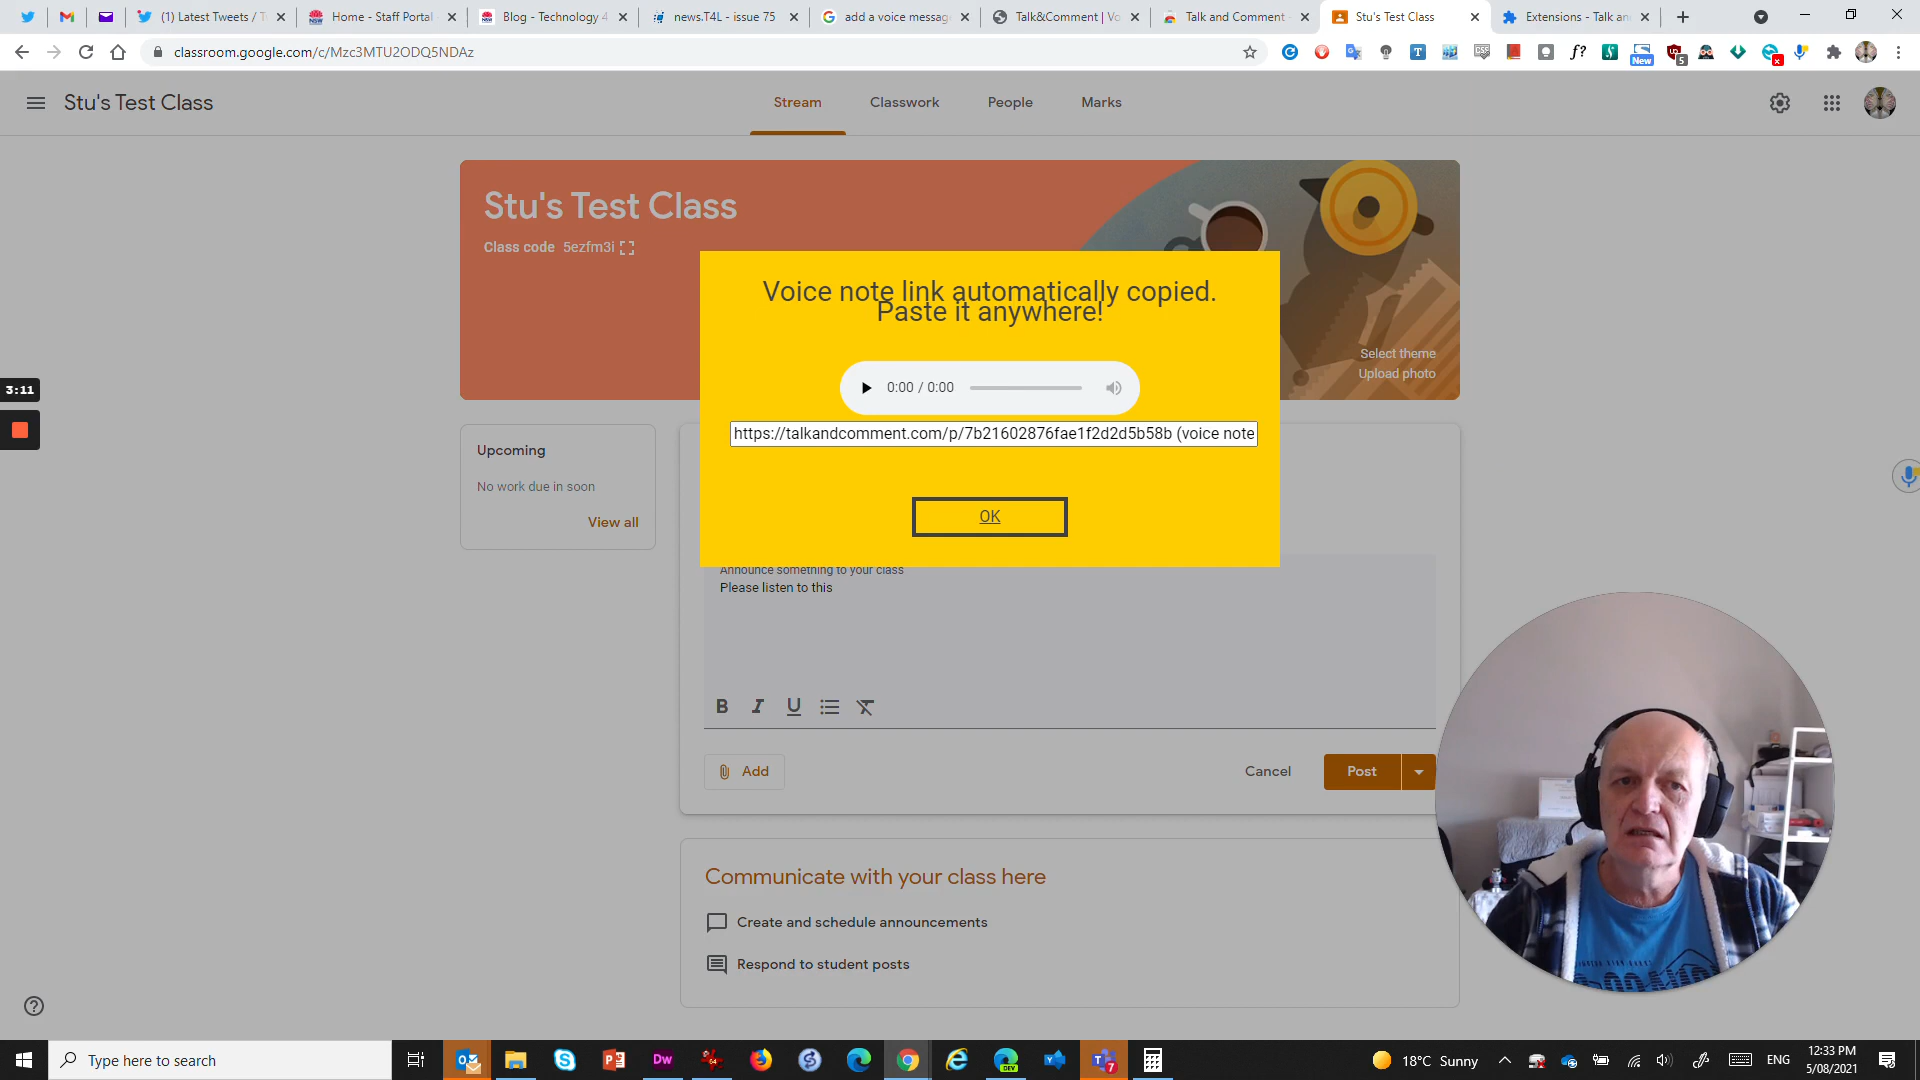 (1) Latest Tweets / T
Home - Staff Portal
Blog - Technology 4
news.T4L - issue 75
add a voice messag
Talk&Comment | Vo
Talk and Comment -
Stu's Test Class
Extensions - Talk an
classroom.google.com/c/Mzc3MTU2ODQ5NDAz
New
5
Stu's Test Class
Stream
Classwork
People
Marks
Stu's Test Class
Class code 5ezfm3i
Select theme
Upload photo
Voice note link automatically copied.
Paste it anywhere!
0:00 / 0:00
https://talkandcomment.com/p/7b21602876fae1f2d2d5b58b (voice note
OK
3:11
Upcoming
No work due in soon
View all
Announce something to your class
Please listen to this
B I U
Add
Cancel
Post
Communicate with your class here
Create and schedule announcements
Respond to student posts
Type here to search
Dw
DEV
7
18°C Sunny
ENG
12:33 PM
5/08/2021